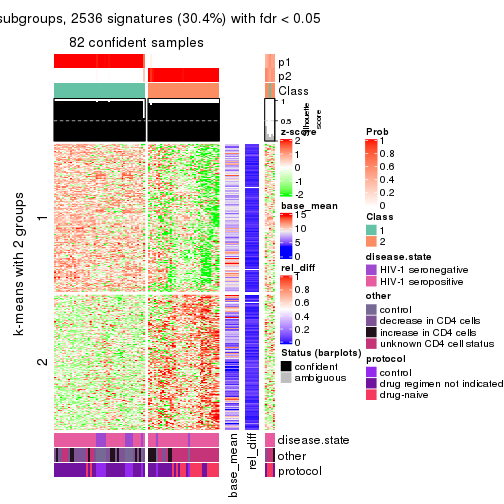 subgroups, 2536 signatures (30.4%) with fdr < 0.05
82 confident samples
p1
p2
Class
1
0.5
0
silhouette
score
k-means with 2 groups
1
2
z-score
2
1
0
-1
-2
base_mean
15
10
5
0
rel_diff
1
0.8
0.6
0.4
0.2
0
Status (barplots)
confident
ambiguous
Prob
1
0.8
0.6
0.4
0.2
0
Class
1
2
disease.state
HIV-1 seronegative
HIV-1 seropositive
other
control
decrease in CD4 cells
increase in CD4 cells
unknown CD4 cell status
protocol
control
drug regimen not indicated
drug-naive
disease.state
other
protocol
base_mean
rel_diff